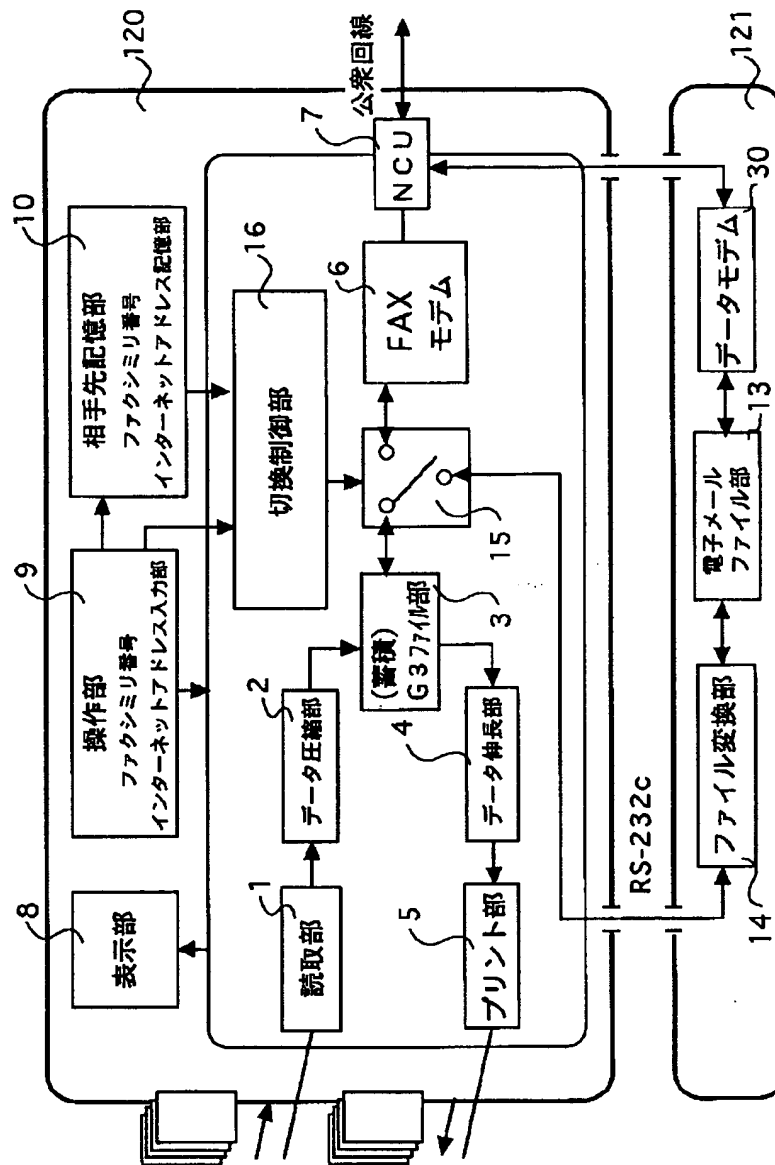 120
公衆回線
8
表示部
9
操作部
ファクシミリ番号
インターネットアドレス入力部
10
相手先記憶部
ファクシミリ番号
インターネットアドレス記憶部
16
切換制御部
7
NCU
6
FAX
モデム
15
1
読取部
2
データ圧縮部
(蓄積)
G3ファイル部
3
4
データ伸長部
5
プリント部
RS-232c
121
14
ファイル変換部
電子メール
ファイル部
13
データモデム
30